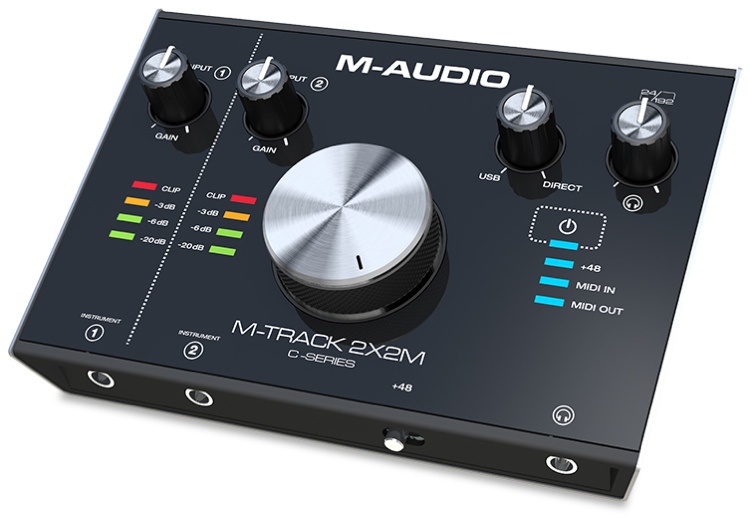 M-AUDIO
INPUT 1
PUT 2
24/192
GAIN
GAIN
USB
DIRECT
CLIP
-3dB
-6dB
-20dB
CLIP
-3dB
-6dB
-20dB
+48
MIDI IN
MIDI OUT
INSTRUMENT
1
INSTRUMENT
2
M-TRACK 2X2M
C-SERIES
+48